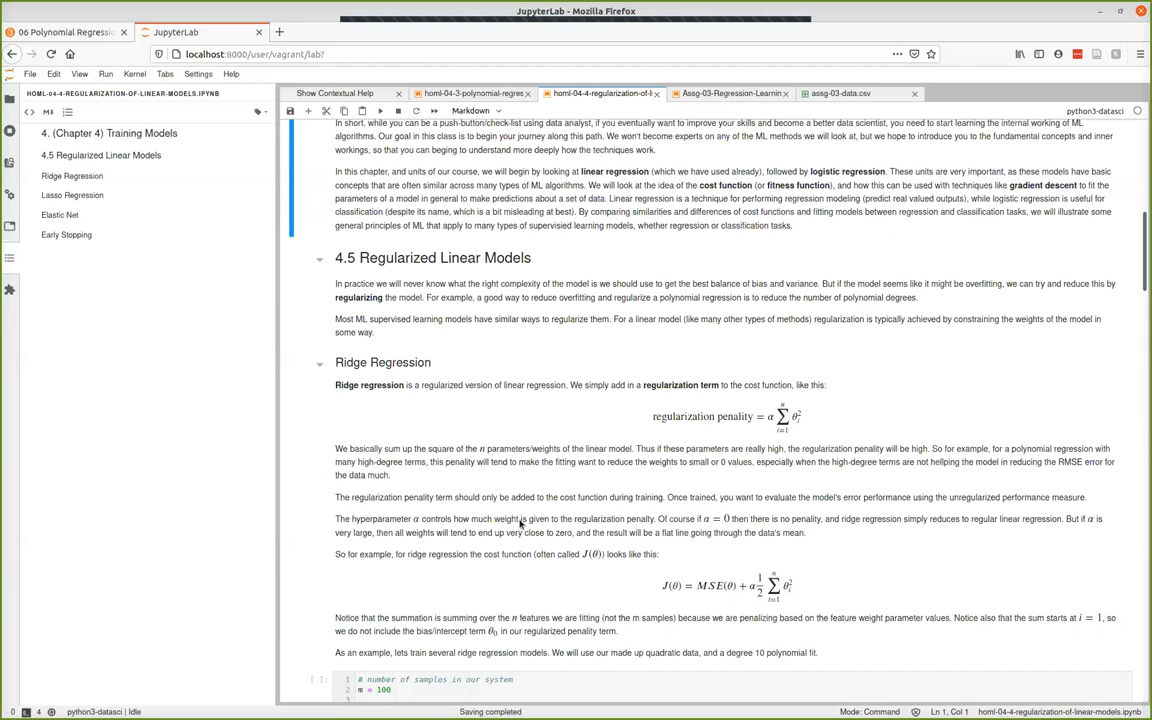 JupyterLab - Mozilla Firefox
06 Polynomial Regressi
JupyterLab
localhost:8000/user/vagrant/lab?
File Edit View Run Kernel Tabs Settings Help
HOML-04-4-REGULARIZATION-OF-LINEAR-MODELS.IPYNB
Show Contextual Help
homl-04-3-polynomial-regres
homl-04-4-regularization-of-li
Assg-03-Regression-Learnin
assg-03-data.csv
Markdown
python3-datasci
4. (Chapter 4) Training Models
4.5 Regularized Linear Models
Ridge Regression
Lasso Regression
Elastic Net
Early Stopping
In short, while you can be a push-button/check-list using data analyst, if you eventually want to improve your skills and become a better data scientist, you need to start learning the internal working of ML
algorithms. Our goal in this class is to begin your journey along this path. We won't become experts on any of the ML methods we will look at, but we hope to introduce you to the fundamental concepts and inner
workings, so that you can beging to understand more deeply how the techniques work.
In this chapter, and units of our course, we will begin by looking at linear regression (which we have used already), followed by logistic regression. These units are very important, as these models have basic
concepts that are often similar across many types of ML algorithms. We will look at the idea of the cost function (or fitness function), and how this can be used with techniques like gradient descent to fit the
parameters of a model in general to make predictions about a set of data. Linear regression is a technique for performing regression modeling (predict real valued outputs), while logistic regression is useful for
classification (despite its name, which is a bit misleading at best). By comparing similarities and differences of cost functions and fitting models between regression and classification tasks, we will illustrate some
general principles of ML that apply to many types of supervisied learning models, whether regression or classification tasks.
4.5 Regularized Linear Models
In practice we will never know what the right complexity of the model is we should use to get the best balance of bias and variance. But if the model seems like it might be overfitting, we can try and reduce this by
regularizing the model. For example, a good way to reduce overfitting and regularize a polynomial regression is to reduce the number of polynomial degrees.
Most ML supervised learning models have similar ways to regularize them. For a linear model (like many other types of methods) regularization is typically achieved by constraining the weights of the model in
some way.
Ridge Regression
Ridge regression is a regularized version of linear regression. We simply add in a regularization term to the cost function, like this:
regularization penality = α ∑ᵢ₌₁ⁿ θᵢ²
We basically sum up the square of the n parameters/weights of the linear model. Thus if these parameters are really high, the regularization penality will be high. So for example, for a polynomial regression with
many high-degree terms, this penality will tend to make the fitting want to reduce the weights to small or 0 values, especially when the high-degree terms are not hellping the model in reducing the RMSE error for
the data much.
The regularization penality term should only be added to the cost function during training. Once trained, you want to evaluate the model's error performance using the unregularized performance measure.
The hyperparameter α controls how much weight is given to the regularization penalty. Of course if α = 0 then there is no penality, and ridge regression simply reduces to regular linear regression. But if α is
very large, then all weights will tend to end up very close to zero, and the result will be a flat line going through the data's mean.
So for example, for ridge regression the cost function (often called J(θ)) looks like this:
J(θ) = MSE(θ) + α 1/2 ∑ᵢ₌₁ⁿ θᵢ²
Notice that the summation is summing over the n features we are fitting (not the m samples) because we are penalizing based on the feature weight parameter values. Notice also that the sum starts at i = 1, so
we do not include the bias/intercept term θ₀ in our regularized penality term.
As an example, lets train several ridge regression models. We will use our made up quadratic data, and a degree 10 polynomial fit.
[ ]:
1 # number of samples in our system
2 m = 100
3
0 4 python3-datasci | Idle
Saving completed
Mode: Command
Ln 1, Col 1
homl-04-4-regularization-of-linear-models.ipynb